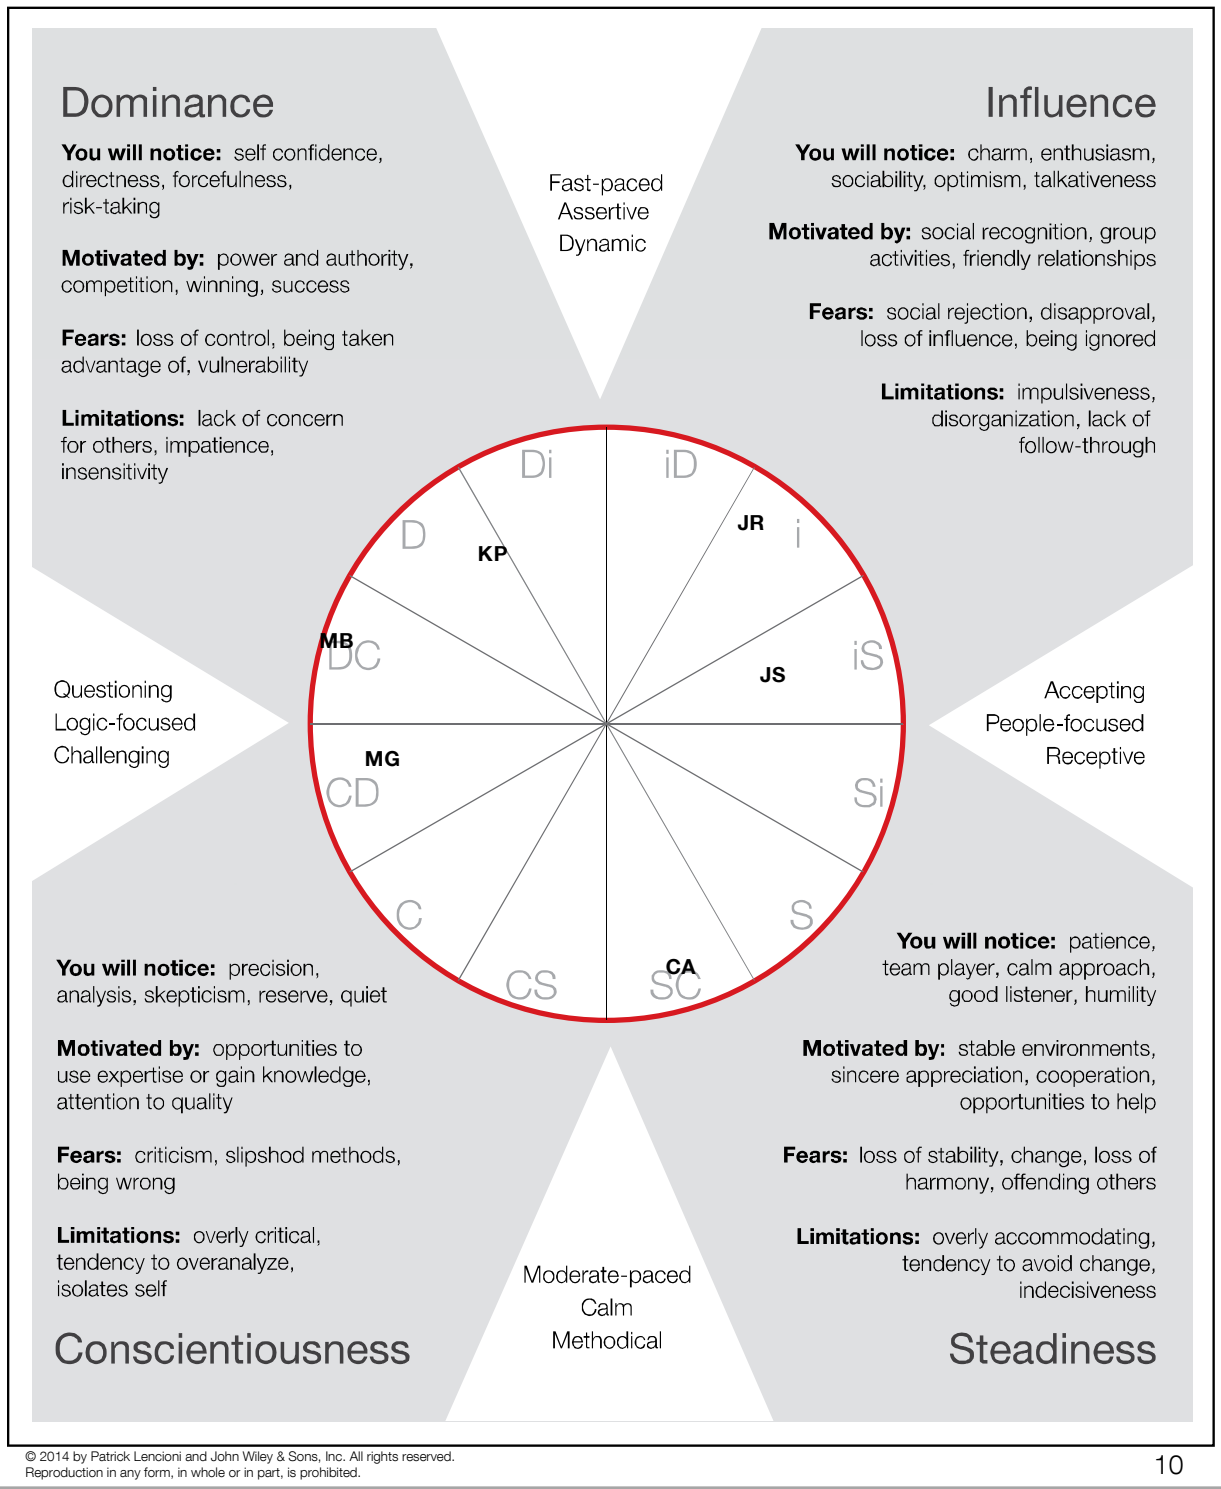 Dominance
You will notice: self confidence,
directness, forcefulness,
risk-taking
Motivated by: power and authority,
competition, winning, success
Fears: loss of control, being taken
advantage of, vulnerability
Limitations: lack of concern
for others, impatience,
insensitivity
Fast-paced
Assertive
Dynamic
Influence
You will notice: charm, enthusiasm,
sociability, optimism, talkativeness
Motivated by: social recognition, group
activities, friendly relationships
Fears: social rejection, disapproval,
loss of influence, being ignored
Limitations: impulsiveness,
disorganization, lack of
follow-through
Di
iD
D
KP
JR
i
MB
DC
JS
iS
MG
CD
Si
C
S
CS
CA
SC
Questioning
Logic-focused
Challenging
Accepting
People-focused
Receptive
You will notice: precision,
analysis, skepticism, reserve, quiet
Motivated by: opportunities to
use expertise or gain knowledge,
attention to quality
Fears: criticism, slipshod methods,
being wrong
Limitations: overly critical,
tendency to overanalyze,
isolates self
Conscientiousness
Moderate-paced
Calm
Methodical
You will notice: patience,
team player, calm approach,
good listener, humility
Motivated by: stable environments,
sincere appreciation, cooperation,
opportunities to help
Fears: loss of stability, change, loss of
harmony, offending others
Limitations: overly accommodating,
tendency to avoid change,
indecisiveness
Steadiness
© 2014 by Patrick Lencioni and John Wiley & Sons, Inc. All rights reserved.
Reproduction in any form, in whole or in part, is prohibited.
10